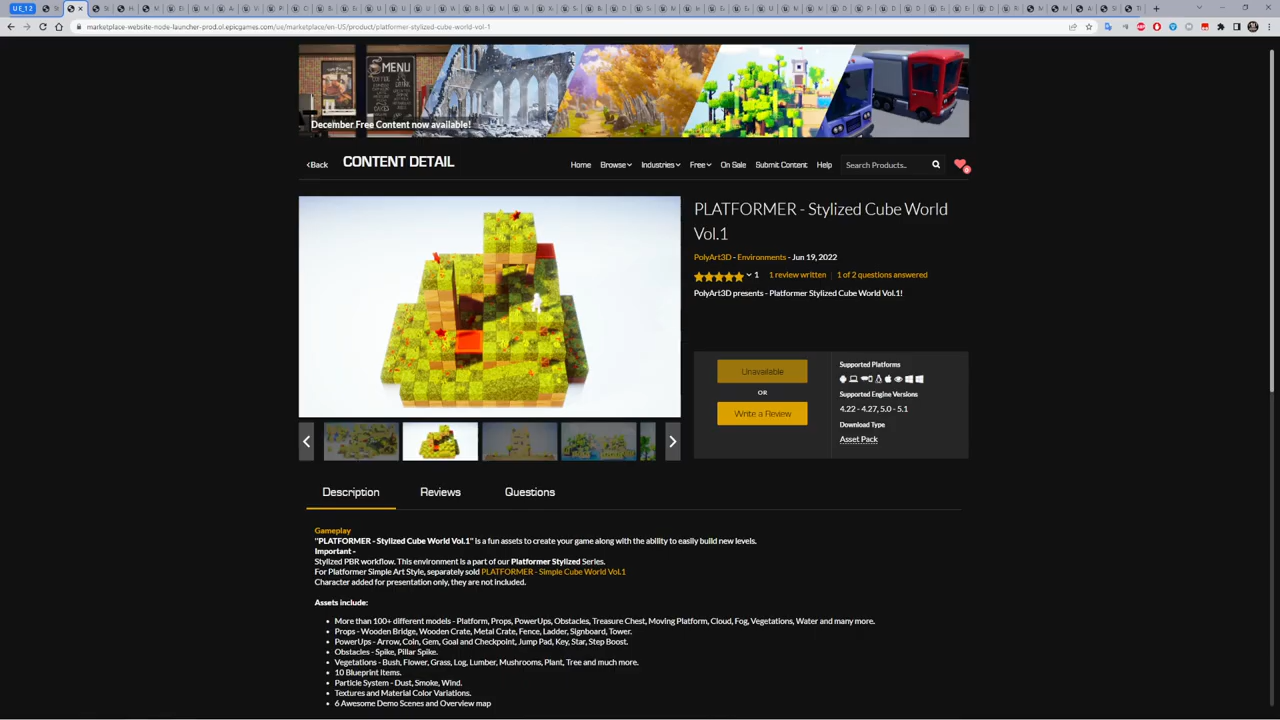 UE_12
marketplace-website-node-launcher-prod.ol.epicgames.com/ue/marketplace/en-US/product/platformer-stylized-cube-world-vol-1
MENU
December Free Content now available!
Back
CONTENT DETAIL
Home
Browse
Industries
Free
On Sale
Submit Content
Help
Search Products..
0
PLATFORMER - Stylized Cube World
Vol.1
PolyArt3D - Environments - Jun 19, 2022
1
1 review written
1 of 2 questions answered
PolyArt3D presents - Platformer Stylized Cube World Vol.1!
Unavailable
OR
Write a Review
Supported Platforms
Supported Engine Versions
4.22 - 4.27, 5.0 - 5.1
Download Type
Asset Pack
Description
Reviews
Questions
Gameplay
"PLATFORMER - Stylized Cube World Vol.1" is a fun assets to create your game along with the ability to easily build new levels.
Important -
Stylized PBR workflow. This environment is a part of our Platformer Stylized Series.
For Platformer Simple Art Style, separately sold PLATFORMER - Simple Cube World Vol.1
Character added for presentation only, they are not included.
Assets include:
More than 100+ different models - Platform, Props, PowerUps, Obstacles, Treasure Chest, Moving Platform, Cloud, Fog, Vegetations, Water and many more.
Props - Wooden Bridge, Wooden Crate, Metal Crate, Fence, Ladder, Signboard, Tower.
PowerUps - Arrow, Coin, Gem, Goal and Checkpoint, Jump Pad, Key, Star, Step Boost.
Obstacles - Spike, Pillar Spike.
Vegetations - Bush, Flower, Grass, Log, Lumber, Mushrooms, Plant, Tree and much more.
10 Blueprint Items.
Particle System - Dust, Smoke, Wind.
Textures and Material Color Variations.
6 Awesome Demo Scenes and Overview map